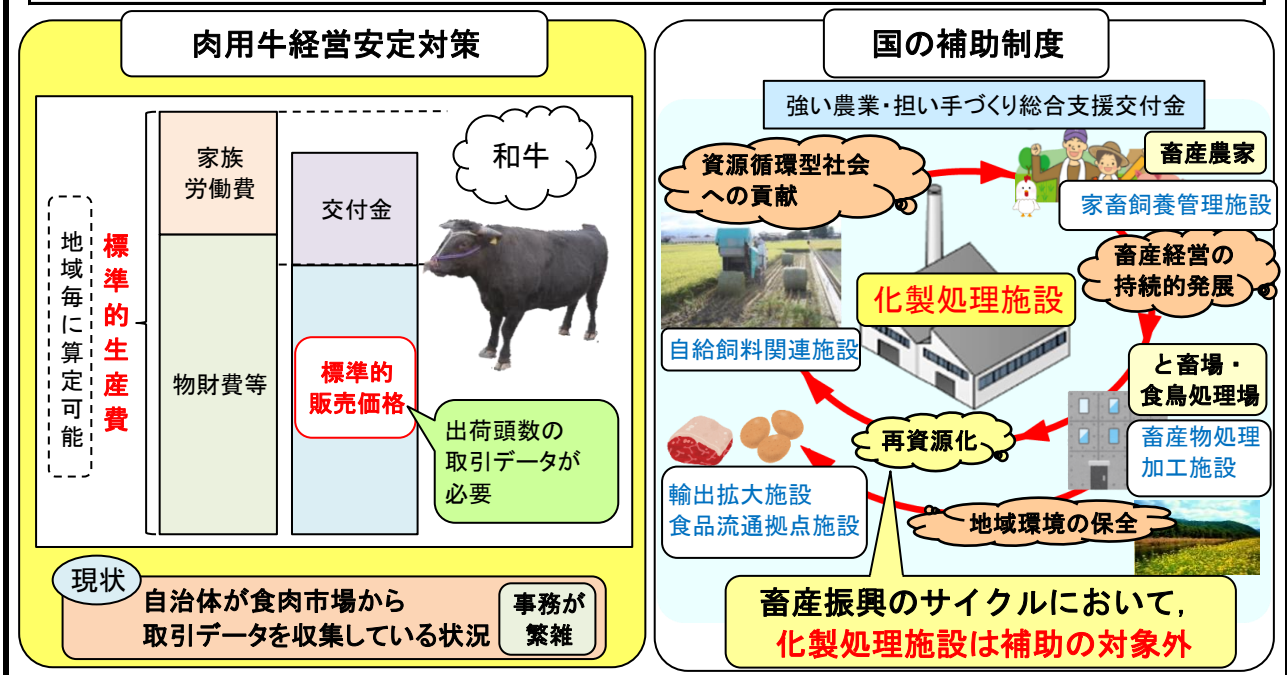 肉用牛経営安定対策
地域毎に算定可能
標準的生産費
家族
労働費
物財費等
交付金
標準的
販売価格
和牛
出荷頭数の
取引データが
必要
現状
自治体が食肉市場から
取引データを収集している状況
事務が
繁雑
国の補助制度
強い農業・担い手づくり総合支援交付金
資源循環型社会
への貢献
畜産農家
家畜飼養管理施設
畜産経営の
持続的発展
化製処理施設
自給飼料関連施設
と畜場・
食鳥処理場
畜産物処理
加工施設
再資源化
輸出拡大施設
食品流通拠点施設
地域環境の保全
畜産振興のサイクルにおいて，
化製処理施設は補助の対象外